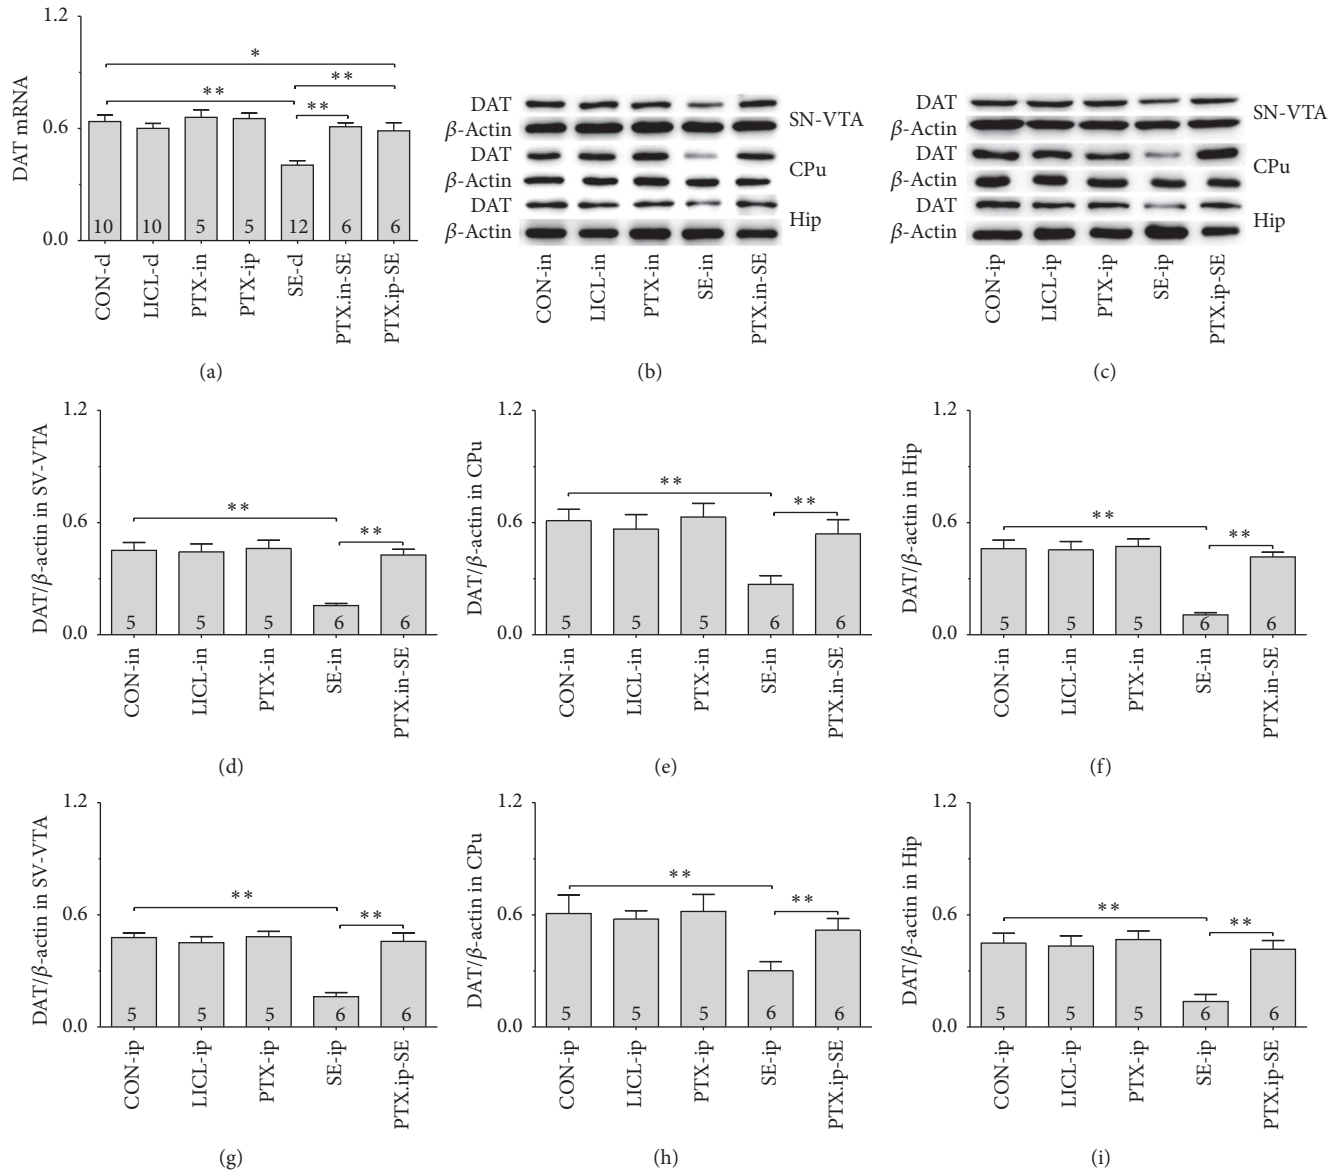 DAT mRNA
1.2
0.6
0.0
*
**
**
**
10 10 5 5 12 6 6
CON-d LICL-d PTX-in PTX-ip SE-d PTX.in-SE PTX.ip-SE
(a)
DAT
β-Actin
SN-VTA
DAT
β-Actin
CPu
DAT
β-Actin
Hip
CON-in LICL-in PTX-in SE-in PTX.in-SE
(b)
DAT
β-Actin
SN-VTA
DAT
β-Actin
CPu
DAT
β-Actin
Hip
CON-ip LICL-ip PTX-ip SE-ip PTX.ip-SE
(c)
DAT/β-actin in SV-VTA
1.2
0.6
0.0
**
**
5 5 5 6 6
CON-in LICL-in PTX-in SE-in PTX.in-SE
(d)
DAT/β-actin in CPu
1.2
0.6
0.0
**
**
5 5 5 6 6
CON-in LICL-in PTX-in SE-in PTX.in-SE
(e)
DAT/β-actin in Hip
1.2
0.6
0.0
**
**
5 5 5 6 6
CON-in LICL-in PTX-in SE-in PTX.in-SE
(f)
DAT/β-actin in SV-VTA
1.2
0.6
0.0
**
**
5 5 5 6 6
CON-ip LICL-ip PTX-ip SE-ip PTX.ip-SE
(g)
DAT/β-actin in CPu
1.2
0.6
0.0
**
**
5 5 5 6 6
CON-ip LICL-ip PTX-ip SE-ip PTX.ip-SE
(h)
DAT/β-actin in Hip
1.2
0.6
0.0
**
**
5 5 5 6 6
CON-ip LICL-ip PTX-ip SE-ip PTX.ip-SE
(i)